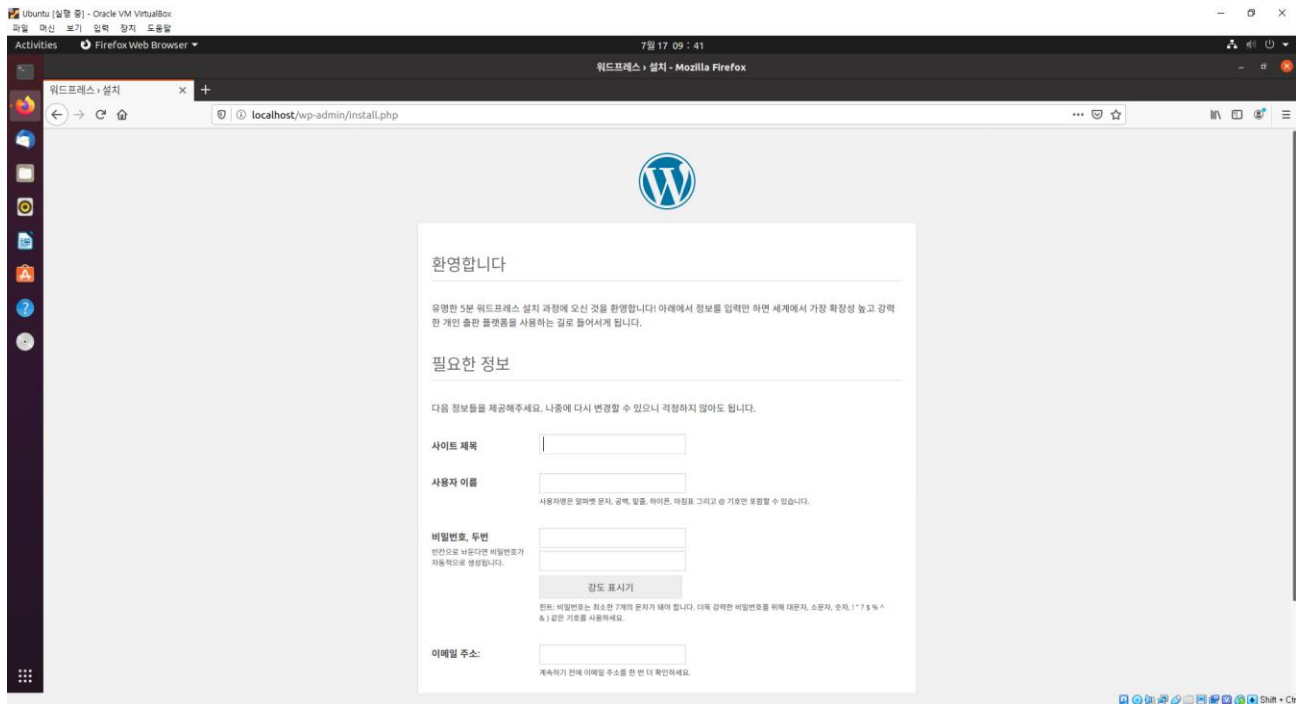 Ubuntu [실행 중] - Oracle VM VirtualBox
파일 머신 보기 입력 장치 도움말
Activities Firefox Web Browser 7월 17 09 : 41
워드프레스 › 설치 - Mozilla Firefox
워드프레스 › 설치
localhost/wp-admin/install.php
환영합니다
유명한 5분 워드프레스 설치 과정에 오신 것을 환영합니다! 아래에서 정보를 입력만 하면 세계에서 가장 확장성 높고 강력
한 개인 출판 플랫폼을 사용하는 길로 들어서게 됩니다.
필요한 정보
다음 정보들을 제공해주세요. 나중에 다시 변경할 수 있으니 걱정하지 않아도 됩니다.
사이트 제목
사용자 이름
사용자명은 알파벳 문자, 공백, 밑줄, 하이픈, 마침표 그리고 @ 기호만 포함할 수 있습니다.
비밀번호, 두번
빈칸으로 놔둔다면 비밀번호가
자동적으로 생성됩니다.
강도 표시기
힌트: 비밀번호는 최소한 7개의 문자가 돼야 합니다. 더욱 강력한 비밀번호를 위해 대문자, 소문자, 숫자, ! " ? $ % ^
& ) 같은 기호를 사용하세요.
이메일 주소:
계속하기 전에 이메일 주소를 한 번 더 확인하세요.
Shift + Ctr